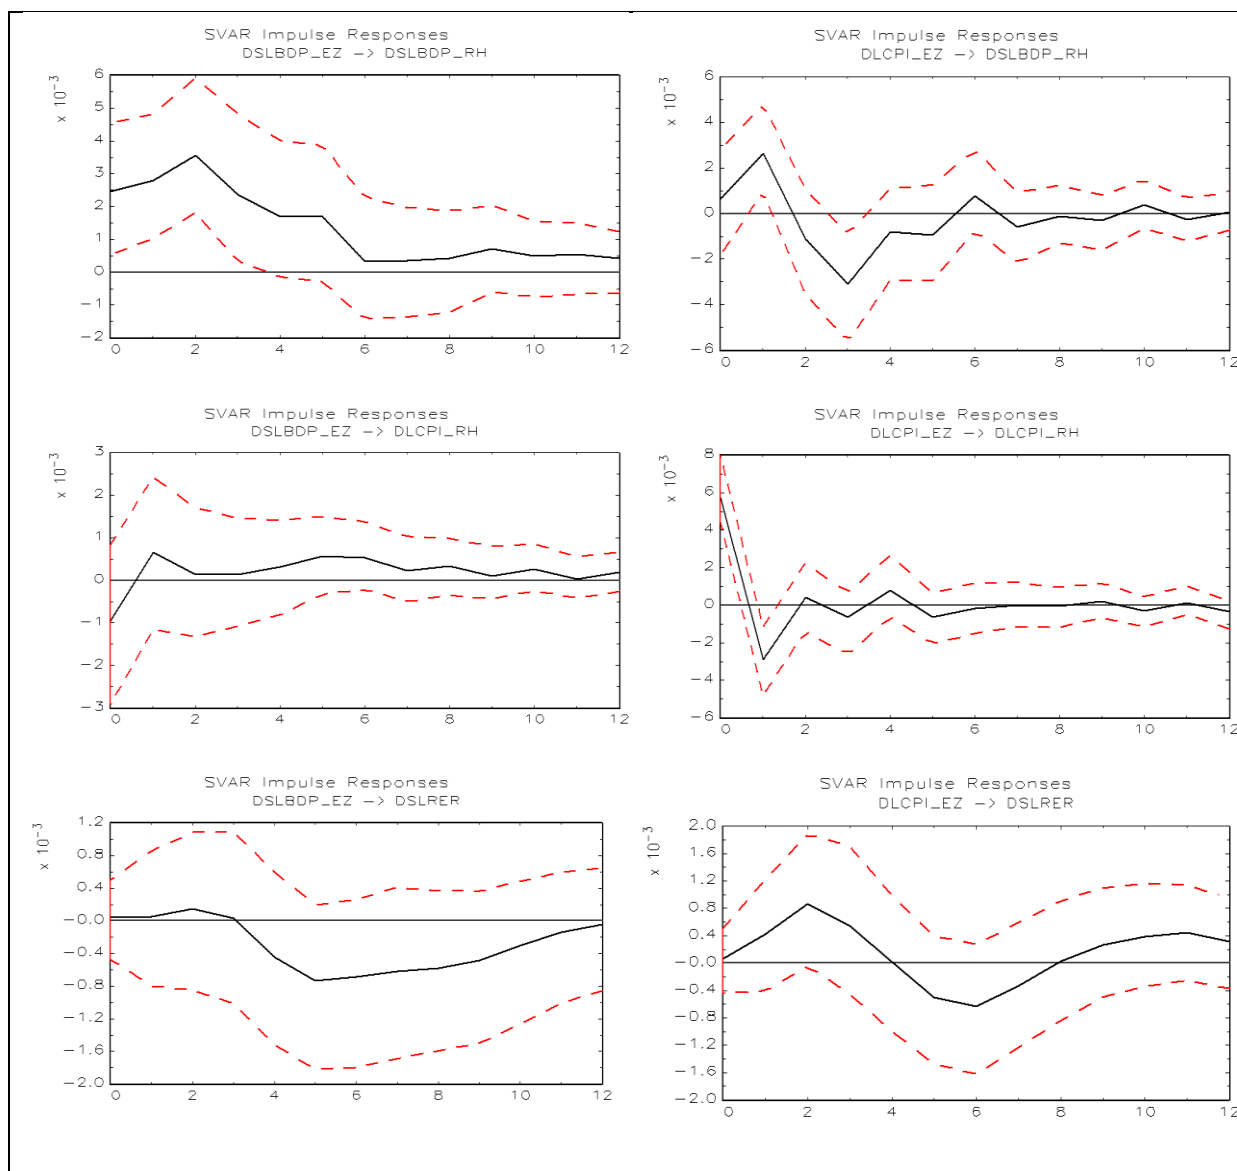 SVAR Impulse Responses
DSLBDP_EZ -> DSLBDP_RH
x 10^-3
6
5
4
3
2
1
0
-1
-2
0 2 4 6 8 10 12
SVAR Impulse Responses
DLCPI_EZ -> DSLBDP_RH
x 10^-3
6
4
2
0
-2
-4
-6
0 2 4 6 8 10 12
SVAR Impulse Responses
DSLBDP_EZ -> DLCPI_RH
x 10^-3
3
2
1
0
-1
-2
-3
0 2 4 6 8 10 12
SVAR Impulse Responses
DLCPI_EZ -> DLCPI_RH
x 10^-3
8
6
4
2
0
-2
-4
-6
0 2 4 6 8 10 12
SVAR Impulse Responses
DSLBDP_EZ -> DSLRER
x 10^-3
1.2
0.8
0.4
-0.0
-0.4
-0.8
-1.2
-1.6
-2.0
0 2 4 6 8 10 12
SVAR Impulse Responses
DLCPI_EZ -> DSLRER
x 10^-3
2.0
1.6
1.2
0.8
0.4
-0.0
-0.4
-0.8
-1.2
-1.6
-2.0
0 2 4 6 8 10 12